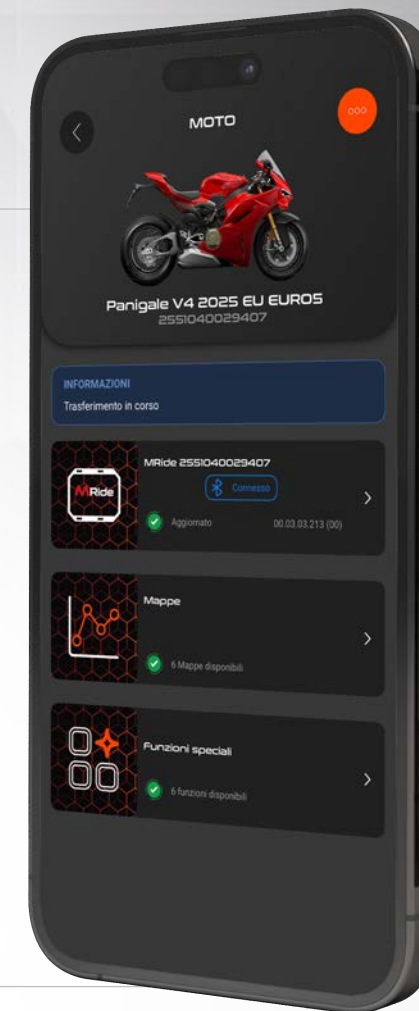 MOTO
ooo
Panigale V4 2025 EU EURO5
2551040029407
INFORMAZIONI
Trasferimento in corso
MRide
MRide 2551040029407
Connesso
Aggiornato 00.03.03.213 (00)
Mappe
6 Mappe disponibili
Funzioni speciali
6 funzioni disponibili